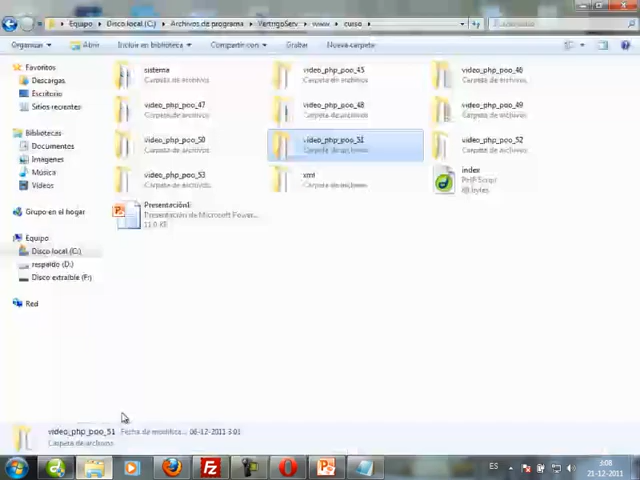 Equipo ▸ Disco local (C:) ▸ Archivos de programa ▸ VertrigoServ ▸ www ▸ curso ▸
Organizar Abrir Incluir en biblioteca Compartir con Grabar Nueva carpeta
Favoritos
Descargas
Escritorio
Sitios recientes
Bibliotecas
Documentos
Imágenes
Música
Vídeos
Grupo en el hogar
Equipo
Disco local (C:)
respaldo (D:)
Disco extraíble (F:)
Red
sistema
Carpeta de archivos
video_php_poo_45
Carpeta de archivos
video_php_poo_46
Carpeta de archivos
video_php_poo_47
Carpeta de archivos
video_php_poo_48
Carpeta de archivos
video_php_poo_49
Carpeta de archivos
video_php_poo_50
Carpeta de archivos
video_php_poo_51
Carpeta de archivos
video_php_poo_52
Carpeta de archivos
video_php_poo_53
Carpeta de archivos
xml
Carpeta de archivos
index
PHP Script
Presentación1
Presentación de Microsoft Power...
video_php_poo_51 Fecha de modifica...
Carpeta de archivos
ES
3:08
21-12-2011